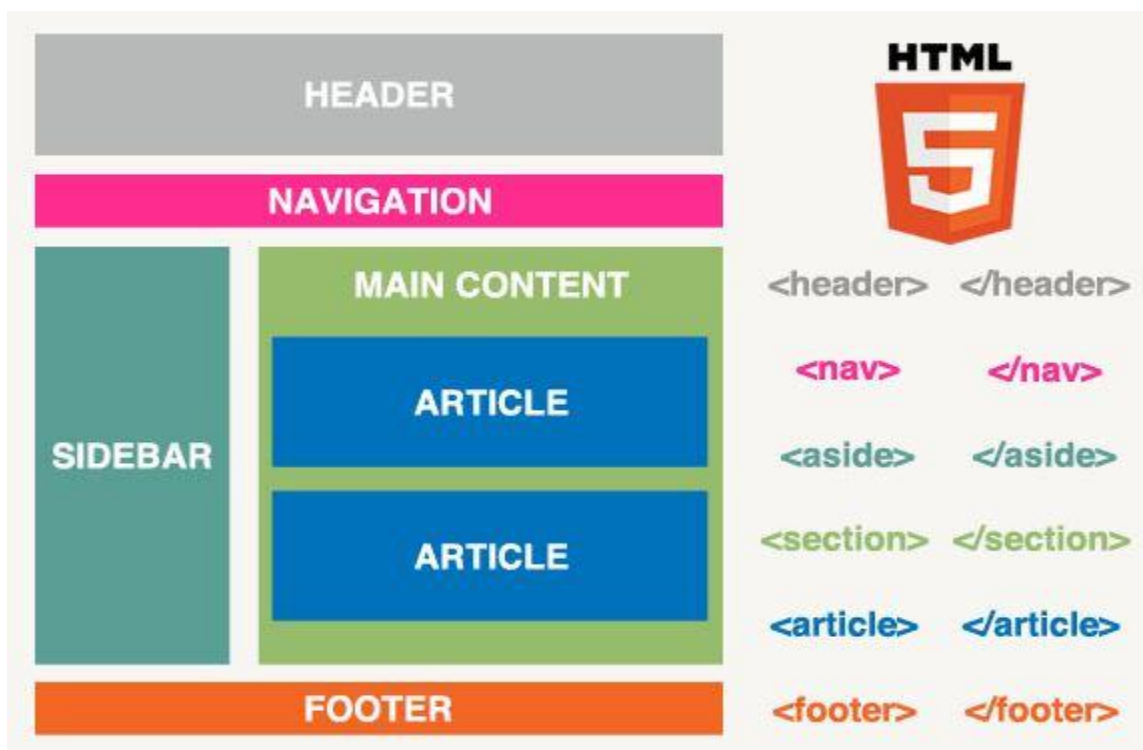 HEADER
NAVIGATION
SIDEBAR
MAIN CONTENT
ARTICLE
ARTICLE
FOOTER
HTML
5
<header> </header>
<nav> </nav>
<aside> </aside>
<section> </section>
<article> </article>
<footer> </footer>